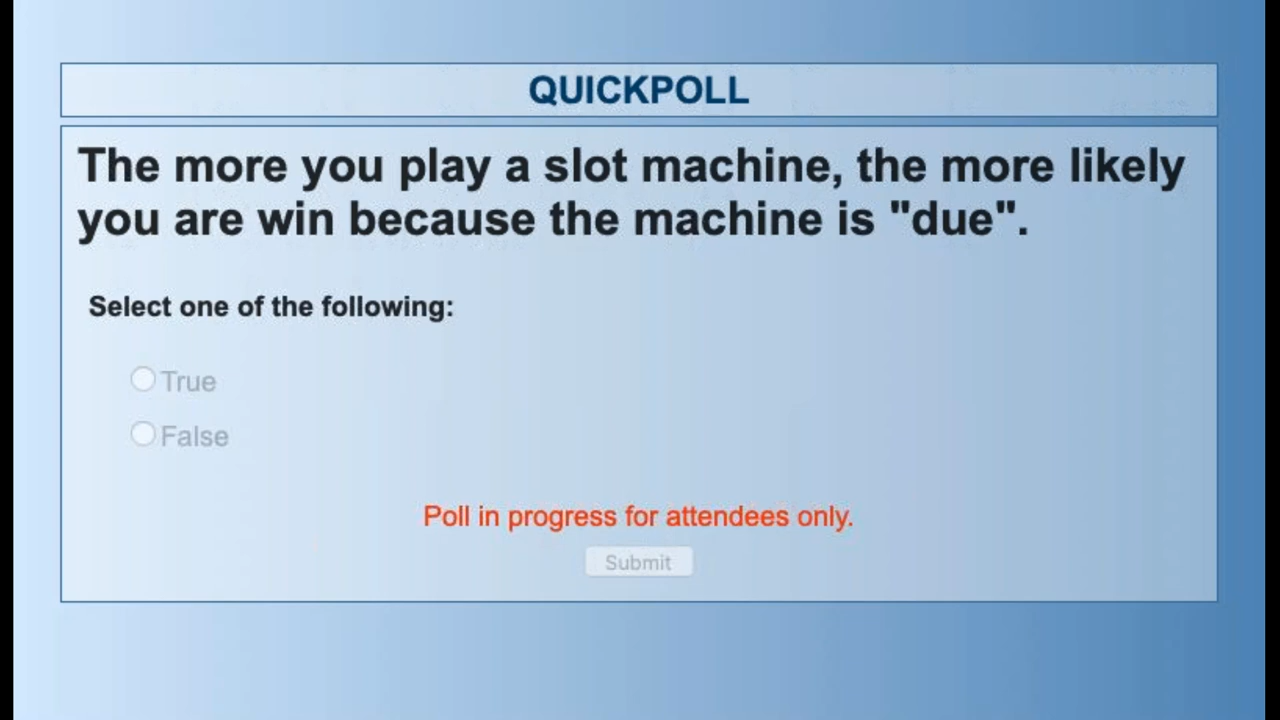 QUICKPOLL
The more you play a slot machine, the more likely
you are win because the machine is "due".
Select one of the following:
True
False
Poll in progress for attendees only.
Submit